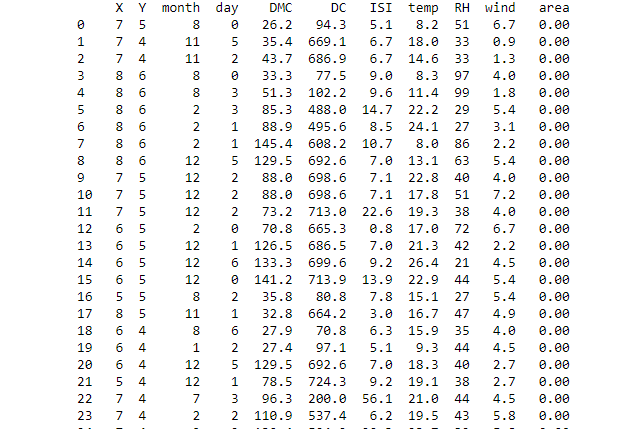 X Y month day DMC DC ISI temp RH wind area
0 7 5 8 0 26.2 94.3 5.1 8.2 51 6.7 0.00
1 7 4 11 5 35.4 669.1 6.7 18.0 33 0.9 0.00
2 7 4 11 2 43.7 686.9 6.7 14.6 33 1.3 0.00
3 8 6 8 0 33.3 77.5 9.0 8.3 97 4.0 0.00
4 8 6 8 3 51.3 102.2 9.6 11.4 99 1.8 0.00
5 8 6 2 3 85.3 488.0 14.7 22.2 29 5.4 0.00
6 8 6 2 1 88.9 495.6 8.5 24.1 27 3.1 0.00
7 8 6 2 1 145.4 608.2 10.7 8.0 86 2.2 0.00
8 8 6 12 5 129.5 692.6 7.0 13.1 63 5.4 0.00
9 7 5 12 2 88.0 698.6 7.1 22.8 40 4.0 0.00
10 7 5 12 2 88.0 698.6 7.1 17.8 51 7.2 0.00
11 7 5 12 2 73.2 713.0 22.6 19.3 38 4.0 0.00
12 6 5 2 0 70.8 665.3 0.8 17.0 72 6.7 0.00
13 6 5 12 1 126.5 686.5 7.0 21.3 42 2.2 0.00
14 6 5 12 6 133.3 699.6 9.2 26.4 21 4.5 0.00
15 6 5 12 0 141.2 713.9 13.9 22.9 44 5.4 0.00
16 5 5 8 2 35.8 80.8 7.8 15.1 27 5.4 0.00
17 8 5 11 1 32.8 664.2 3.0 16.7 47 4.9 0.00
18 6 4 8 6 27.9 70.8 6.3 15.9 35 4.0 0.00
19 6 4 1 2 27.4 97.1 5.1 9.3 44 4.5 0.00
20 6 4 12 5 129.5 692.6 7.0 18.3 40 2.7 0.00
21 5 4 12 1 78.5 724.3 9.2 19.1 38 2.7 0.00
22 7 4 7 3 96.3 200.0 56.1 21.0 44 4.5 0.00
23 7 4 2 2 110.9 537.4 6.2 19.5 43 5.8 0.00